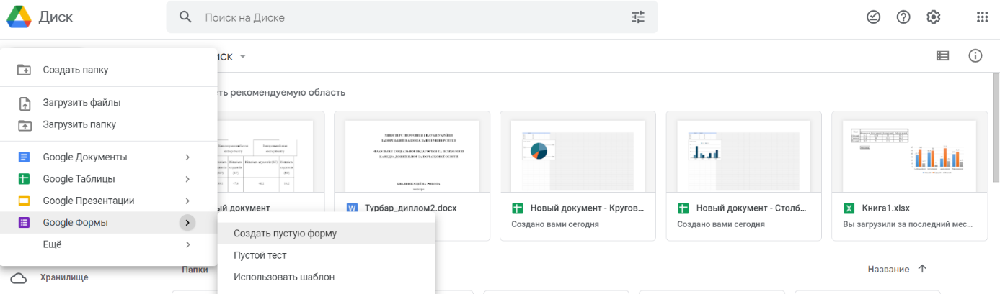 Диск
Поиск на Диске
иск
Создать папку
ть рекомендуемую область
Загрузить файлы
Загрузить папку
Google Документы
Google Таблицы
Google Презентации
Google Формы
Ещё
Хранилище
Создать пустую форму
Пустой тест
Использовать шаблон
ый документ
Турбар_диплом2.docx
Новый документ - Кругов...
Создано вами сегодня
Новый документ - Столб...
Создано вами сегодня
Книга1.xlsx
Вы загрузили за последний мес...
Папки
Название